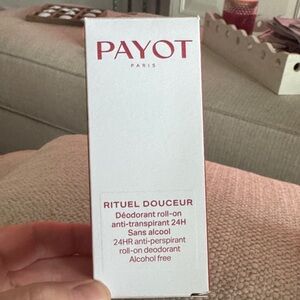 PAYOT
PARIS
RITUEL DOUCEUR
Déodorant roll-on
anti-transpirant 24H
Sans alcool
24HR anti-perspirant
roll-on deodorant
Alcohol free